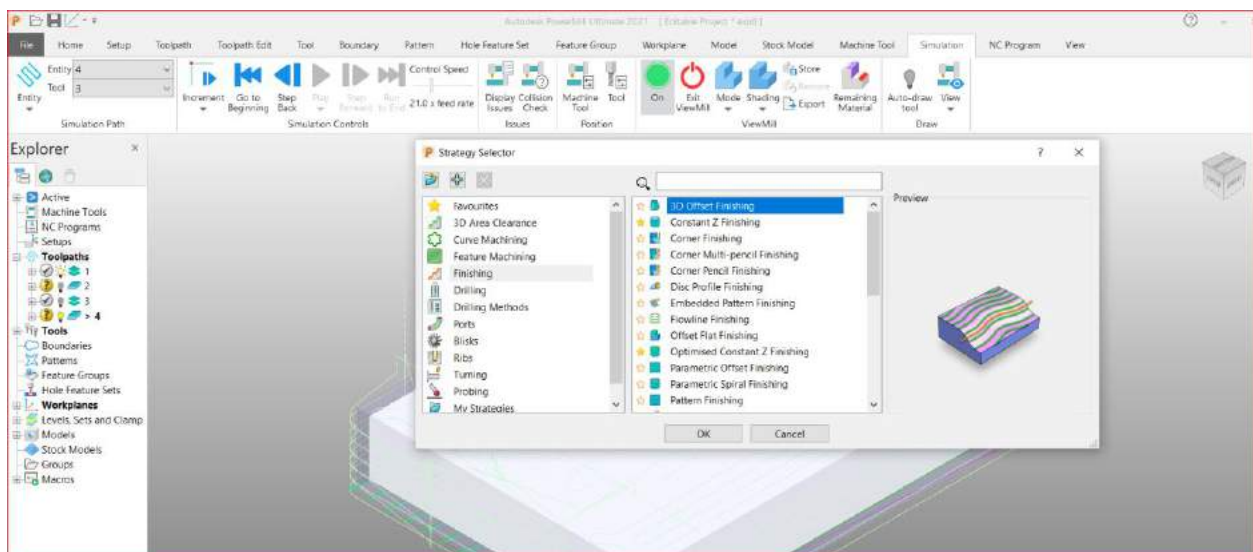 Autodesk PowerMill Ultimate 2021
File Home Setup Toolpath Toolpath Edit Tool Boundary Pattern Hole Feature Set Feature Group Workplane Model Stock Model Machine Tool Simulation NC Program View
Entity 4
Tool 3
Entity
Simulation Path
Increment
Go to Beginning
Step Back
Play
Step Forward
Run to End
Control Speed
21.0 x feed rate
Simulation Controls
Display Issues
Collision Check
Issues
Machine Tool
Tool
Position
On
Exit ViewMill
Mode
Shading
Store
Remove
Export
Remaining Material
ViewMill
Auto-draw tool
View
Draw
Explorer ×
Active
Machine Tools
NC Programs
Setups
Toolpaths
1
2
3
> 4
Tools
Boundaries
Patterns
Feature Groups
Hole Feature Sets
Workplanes
Levels, Sets and Clamp
Models
Stock Models
Groups
Macros
Strategy Selector ? ×
Favourites
3D Area Clearance
Curve Machining
Feature Machining
Finishing
Drilling
Drilling Methods
Ports
Blisks
Ribs
Turning
Probing
My Strategies
3D Offset Finishing
Constant Z Finishing
Corner Finishing
Corner Multi-pencil Finishing
Corner Pencil Finishing
Disc Profile Finishing
Embedded Pattern Finishing
Flowline Finishing
Offset Flat Finishing
Optimised Constant Z Finishing
Parametric Offset Finishing
Parametric Spiral Finishing
Pattern Finishing
Preview
OK Cancel